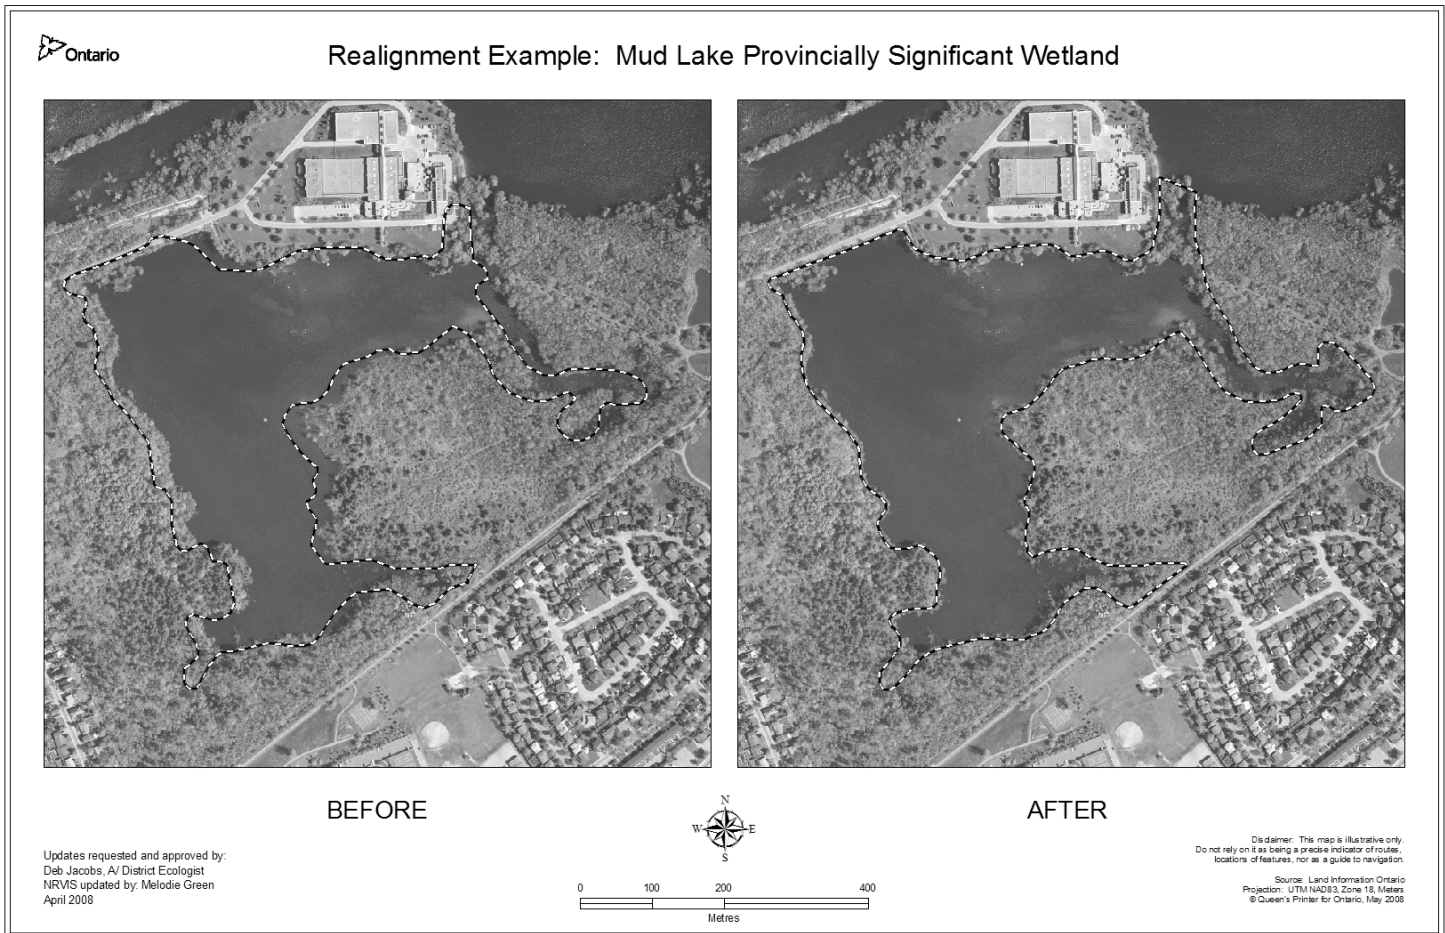 Ontario
Realignment Example: Mud Lake Provincially Significant Wetland
BEFORE
AFTER
N
W E
S
Updates requested and approved by:
Deb Jacobs, A/ District Ecologist
NRVIS updated by: Melodie Green
April 2008
0 100 200 400
Metres
Disclaimer: This map is illustrative only.
Do not rely on it as being a precise indicator of routes,
locations of features, nor as a guide to navigation.
Source: Land Information Ontario
Projection: UTM NAD83, Zone 18, Meters
© Queen's Printer for Ontario, May 2008